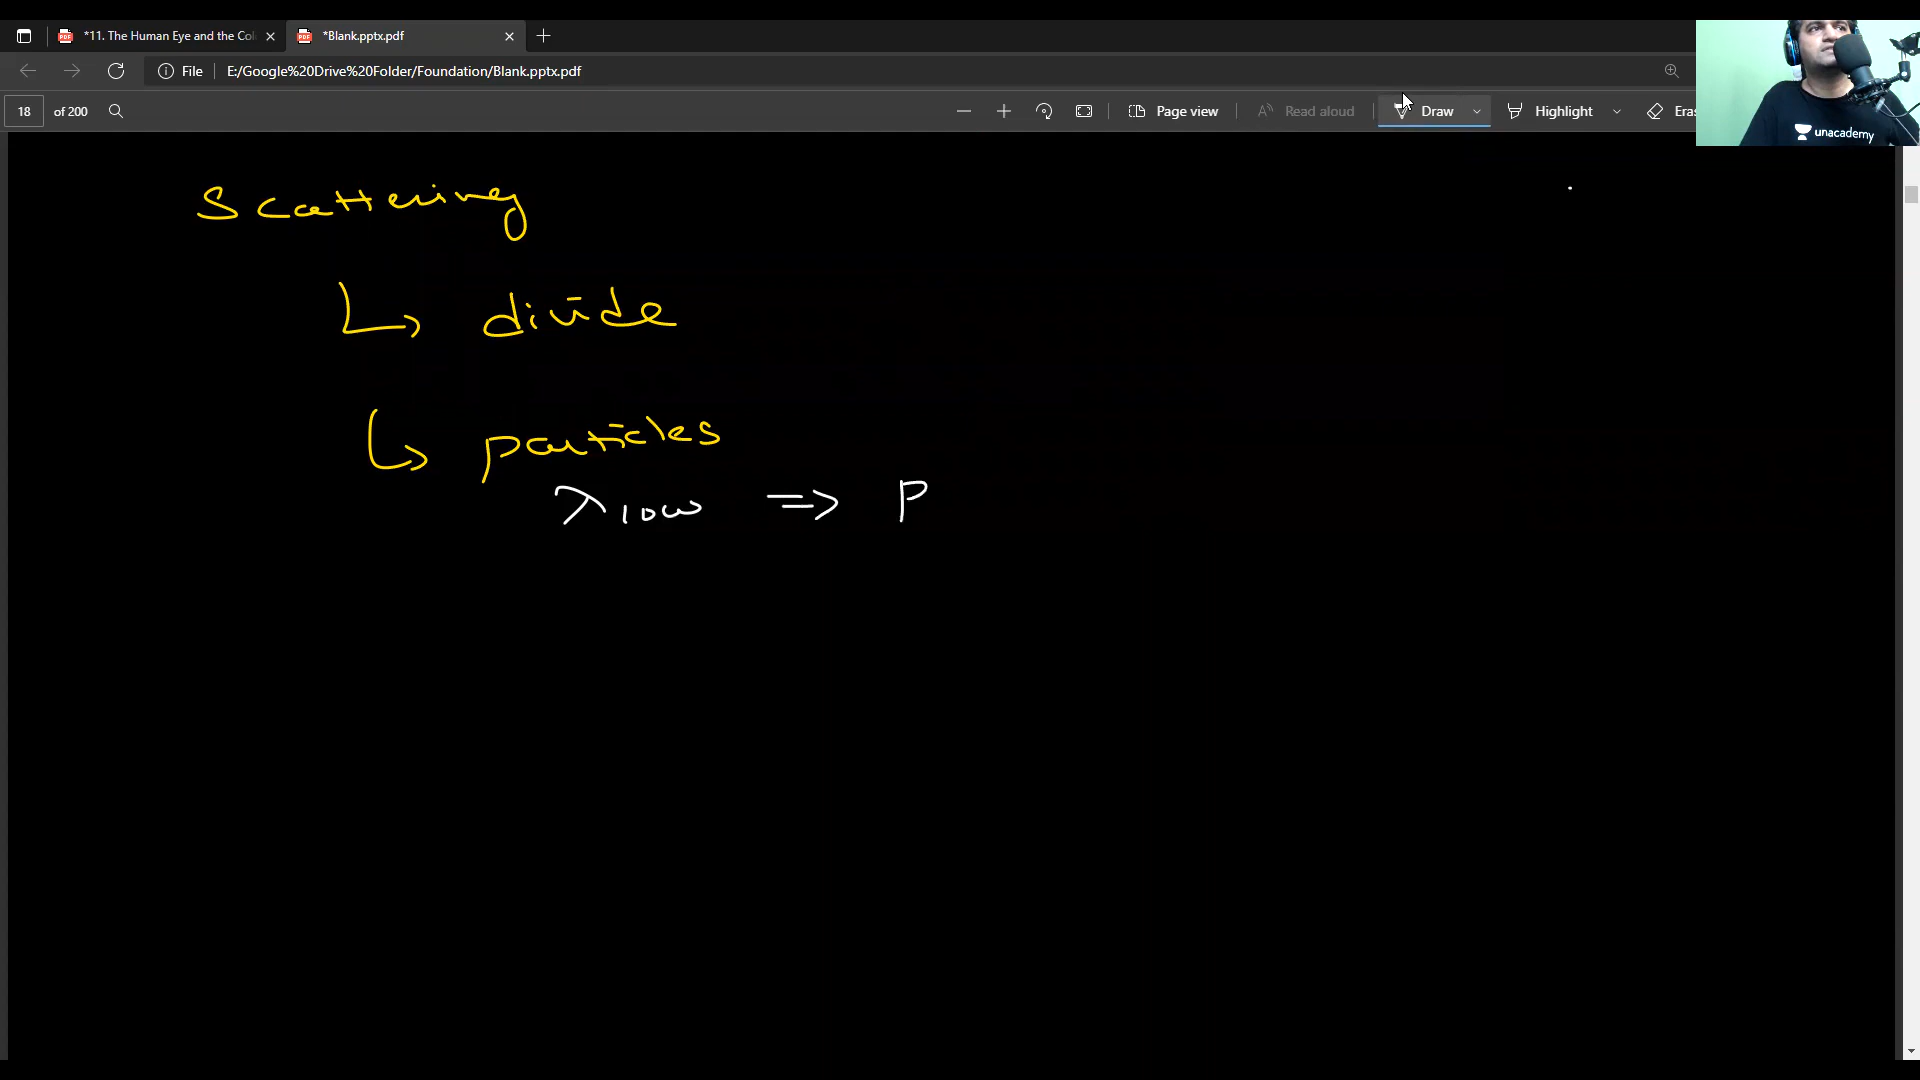 *11. The Human Eye and the Col
*Blank.pptx.pdf
File E:/Google%20Drive%20Folder/Foundation/Blank.pptx.pdf
18 of 200 Page view Read aloud Draw Highlight Eras
unacademy
Scattering
↳ divide
↳ particles
λ low => P